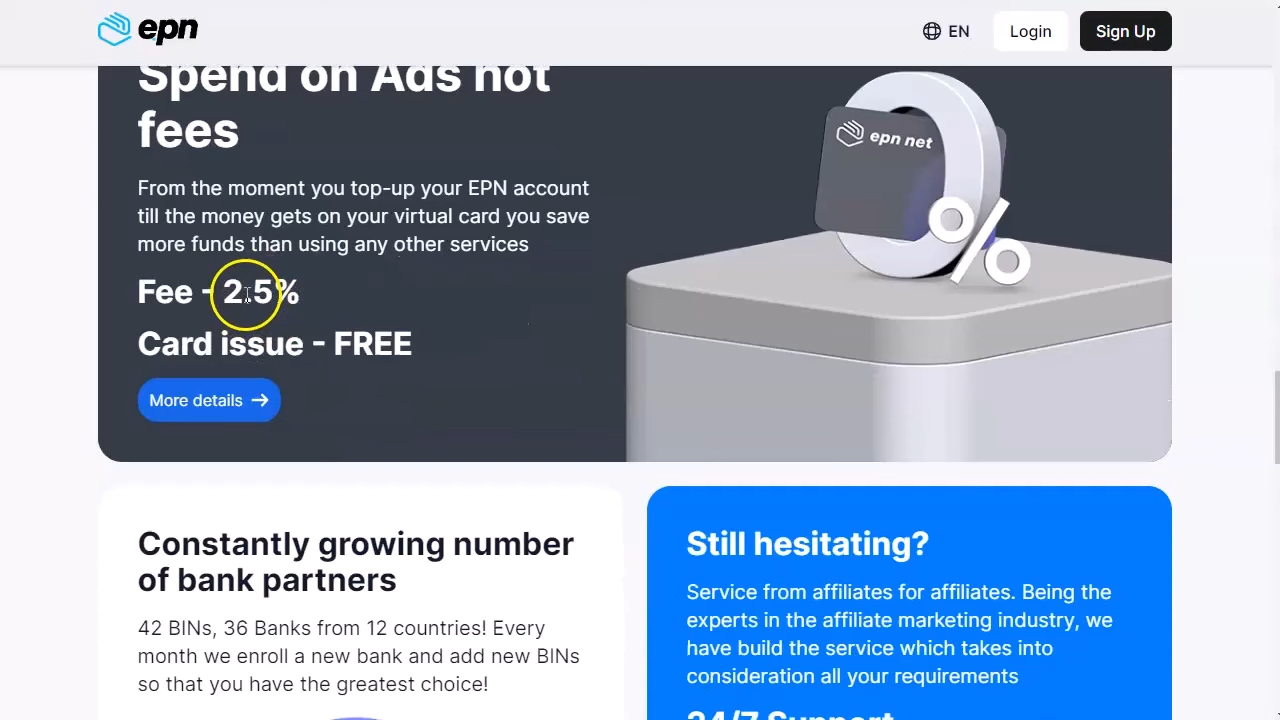 epn
EN
Login
Sign Up
Spend on Ads not
fees
From the moment you top-up your EPN account
till the money gets on your virtual card you save
more funds than using any other services
Fee - 2.5%
Card issue - FREE
More details
epn net
0%
Constantly growing number
of bank partners
42 BINs, 36 Banks from 12 countries! Every
month we enroll a new bank and add new BINs
so that you have the greatest choice!
Still hesitating?
Service from affiliates for affiliates. Being the
experts in the affiliate marketing industry, we
have build the service which takes into
consideration all your requirements
24/7 Support